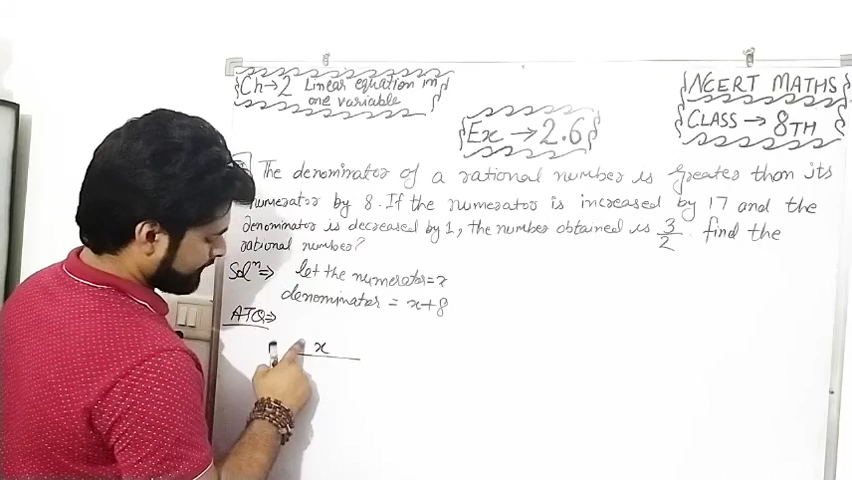 Ch→2 Linear equation in
one variable
NCERT MATHS
CLASS → 8TH
Ex → 2.6
The denominator of a rational number is greater than its
numerator by 8. If the numerator is increased by 17 and the
denominator is decreased by 1, the number obtained is 3/2. find the
rational number?
Solⁿ⇒ let the numerator = x
denominator = x+8
ATQ⇒
x